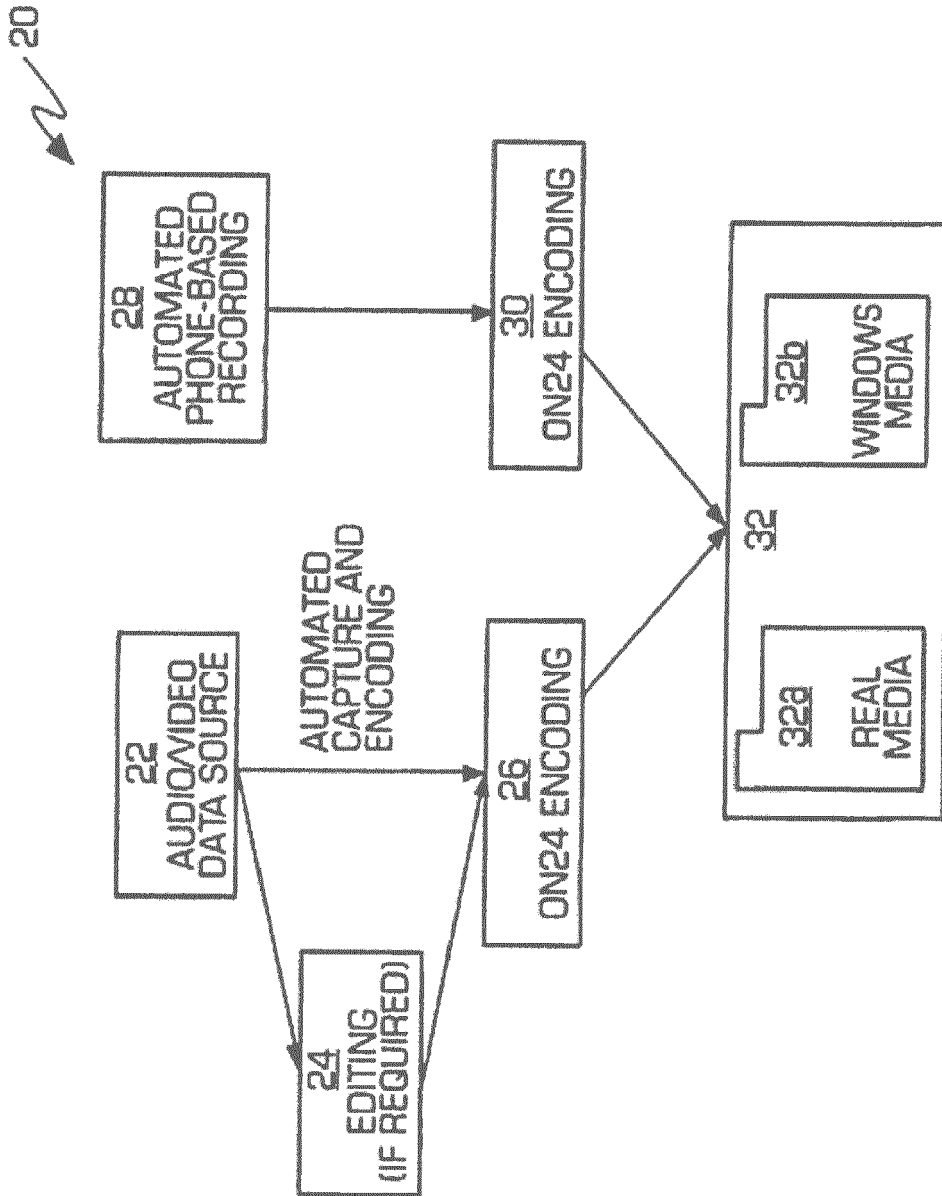 20
22
AUDIO/VIDEO
DATA SOURCE
28
AUTOMATED
PHONE-BASED
RECORDING
24
EDITING
(IF REQUIRED)
AUTOMATED
CAPTURE AND
ENCODING
26
ON24 ENCODING
30
ON24 ENCODING
32
32a
REAL
MEDIA
32b
WINDOWS
MEDIA